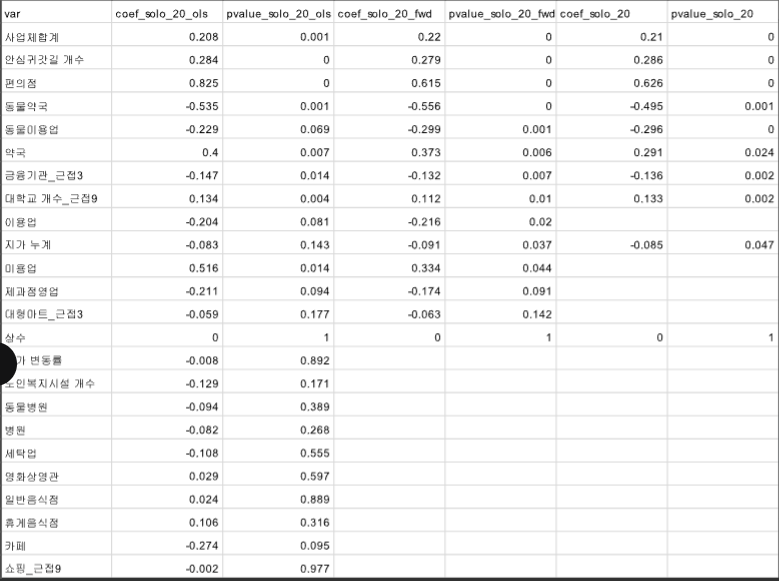 var coef_solo_20_ols pvalue_solo_20_ols coef_solo_20_fwd pvalue_solo_20_fwd coef_solo_20 pvalue_solo_20
사업체합계 0.208 0.001 0.22 0 0.21 0
안심귀갓길 개수 0.284 0 0.279 0 0.286 0
편의점 0.825 0 0.615 0 0.626 0
동물약국 -0.535 0.001 -0.556 0 -0.495 0.001
동물미용업 -0.229 0.069 -0.299 0.001 -0.296 0
약국 0.4 0.007 0.373 0.006 0.291 0.024
금융기관_근접3 -0.147 0.014 -0.132 0.007 -0.136 0.002
대학교 개수_근접9 0.134 0.004 0.112 0.01 0.133 0.002
이용업 -0.204 0.081 -0.216 0.02
지가 누계 -0.083 0.143 -0.091 0.037 -0.085 0.047
미용업 0.516 0.014 0.334 0.044
제과점영업 -0.211 0.094 -0.174 0.091
대형마트_근접3 -0.059 0.177 -0.063 0.142
상수 0 1 0 1 0 1
가 변동률 -0.008 0.892
노인복지시설 개수 -0.129 0.171
동물병원 -0.094 0.389
병원 -0.082 0.268
세탁업 -0.108 0.555
영화상영관 0.029 0.597
일반음식점 0.024 0.889
휴게음식점 0.106 0.316
카페 -0.274 0.095
쇼핑_근접9 -0.002 0.977